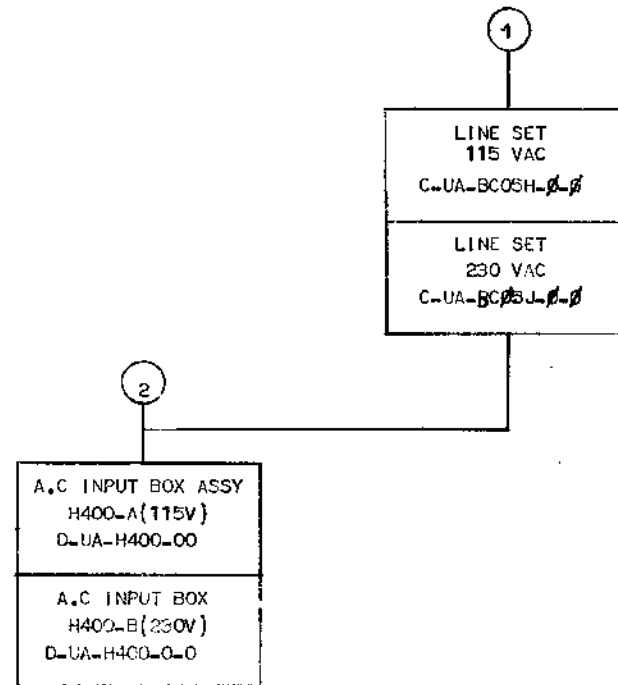 1
LINE SET
115 VAC
C-UA-BC05H-Ø-Ø
LINE SET
230 VAC
C-UA-BCØ5J-Ø-Ø
2
A.C INPUT BOX ASSY
H400-A(115V)
D-UA-H400-00
A.C INPUT BOX
H400-B(230V)
D-UA-H400-0-0